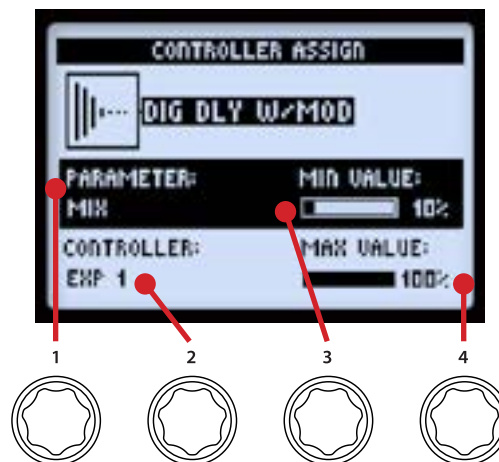 CONTROLLER ASSIGN
DIG DLY W/MOD
PARAMETER: MIN VALUE:
MIX 10%
CONTROLLER: MAX VALUE:
EXP 1 100%
1 2 3 4